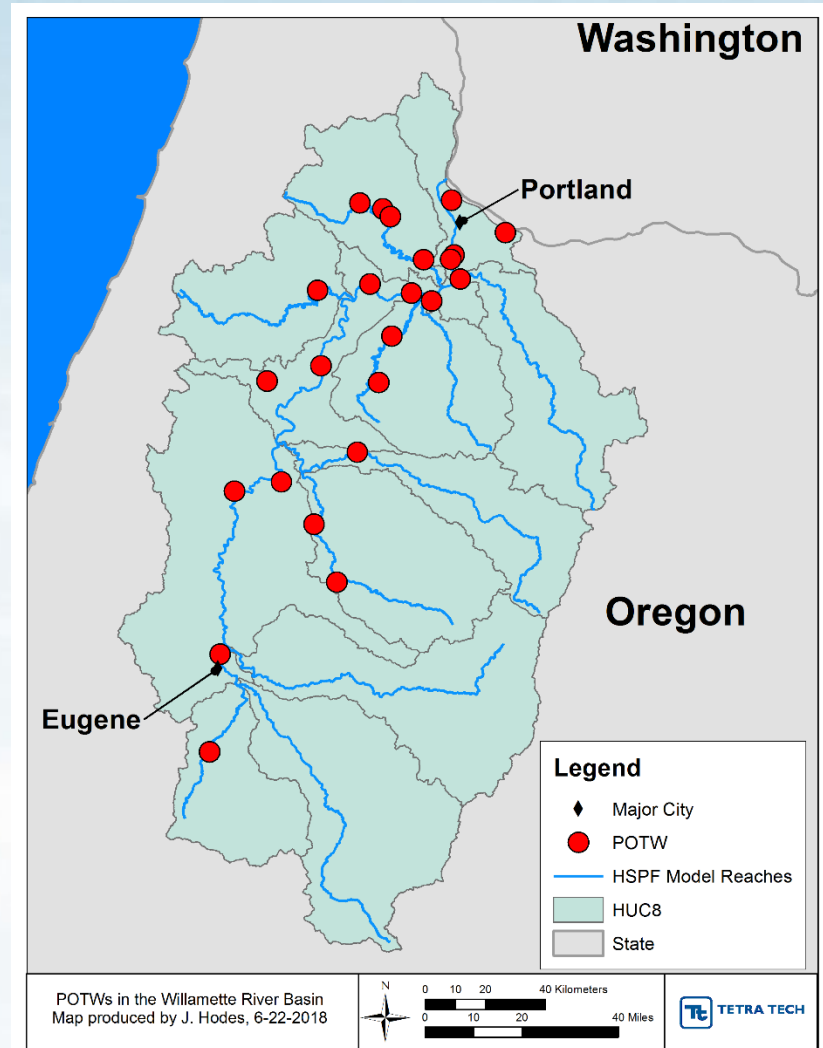 Washington
Portland
Oregon
Eugene
Legend
Major City
POTW
HSPF Model Reaches
HUC8
State
POTWs in the Willamette River Basin
Map produced by J. Hodes, 6-22-2018
N
0 10 20 40 Kilometers
0 10 20 40 Miles
Tt TETRA TECH